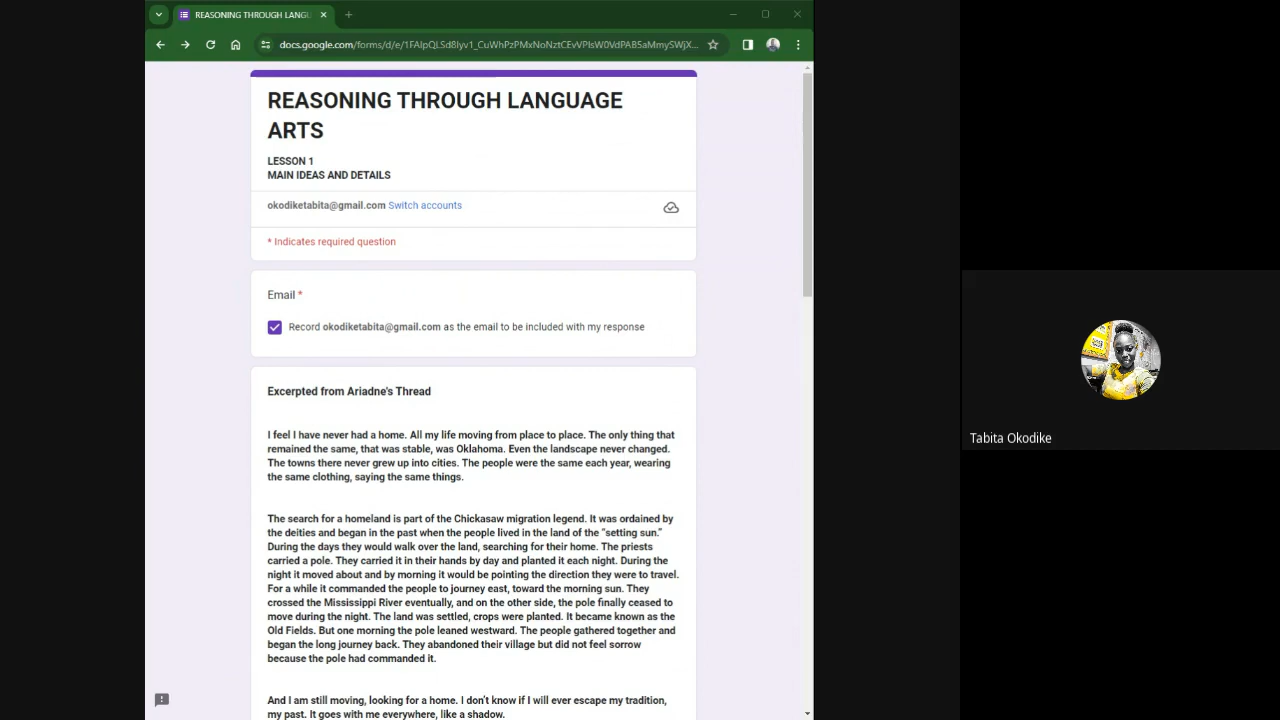 REASONING THROUGH LANGU
docs.google.com/forms/d/e/1FAIpQLSd8Iyv1_CuWhPzPMxNoNztCEvVPIsW0VdPAB5aMmySWjX...
REASONING THROUGH LANGUAGE
ARTS
LESSON 1
MAIN IDEAS AND DETAILS
okodiketabita@gmail.com Switch accounts
* Indicates required question
Email *
Record okodiketabita@gmail.com as the email to be included with my response
Excerpted from Ariadne's Thread
I feel I have never had a home. All my life moving from place to place. The only thing that
remained the same, that was stable, was Oklahoma. Even the landscape never changed.
The towns there never grew up into cities. The people were the same each year, wearing
the same clothing, saying the same things.
The search for a homeland is part of the Chickasaw migration legend. It was ordained by
the deities and began in the past when the people lived in the land of the "setting sun."
During the days they would walk over the land, searching for their home. The priests
carried a pole. They carried it in their hands by day and planted it each night. During the
night it moved about and by morning it would be pointing the direction they were to travel.
For a while it commanded the people to journey east, toward the morning sun. They
crossed the Mississippi River eventually, and on the other side, the pole finally ceased to
move during the night. The land was settled, crops were planted. It became known as the
Old Fields. But one morning the pole leaned westward. The people gathered together and
began the long journey back. They abandoned their village but did not feel sorrow
because the pole had commanded it.
And I am still moving, looking for a home. I don't know if I will ever escape my tradition,
my past. It goes with me everywhere, like a shadow.
Tabita Okodike